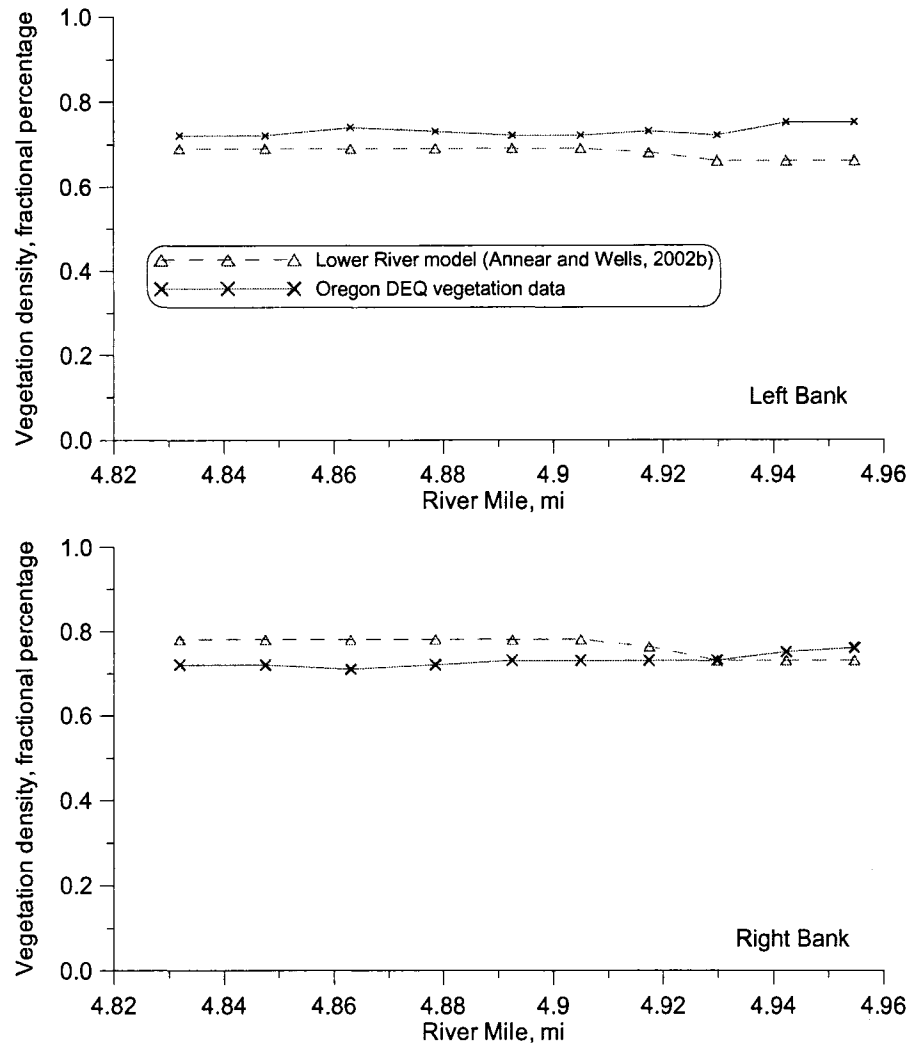 Vegetation density, fractional percentage
1.0
0.8
0.6
0.4
0.2
0.0
Lower River model (Annear and Wells, 2002b)
Oregon DEQ vegetation data
Left Bank
4.82 4.84 4.86 4.88 4.9 4.92 4.94 4.96
River Mile, mi
Vegetation density, fractional percentage
1.0
0.8
0.6
0.4
0.2
0.0
Right Bank
4.82 4.84 4.86 4.88 4.9 4.92 4.94 4.96
River Mile, mi